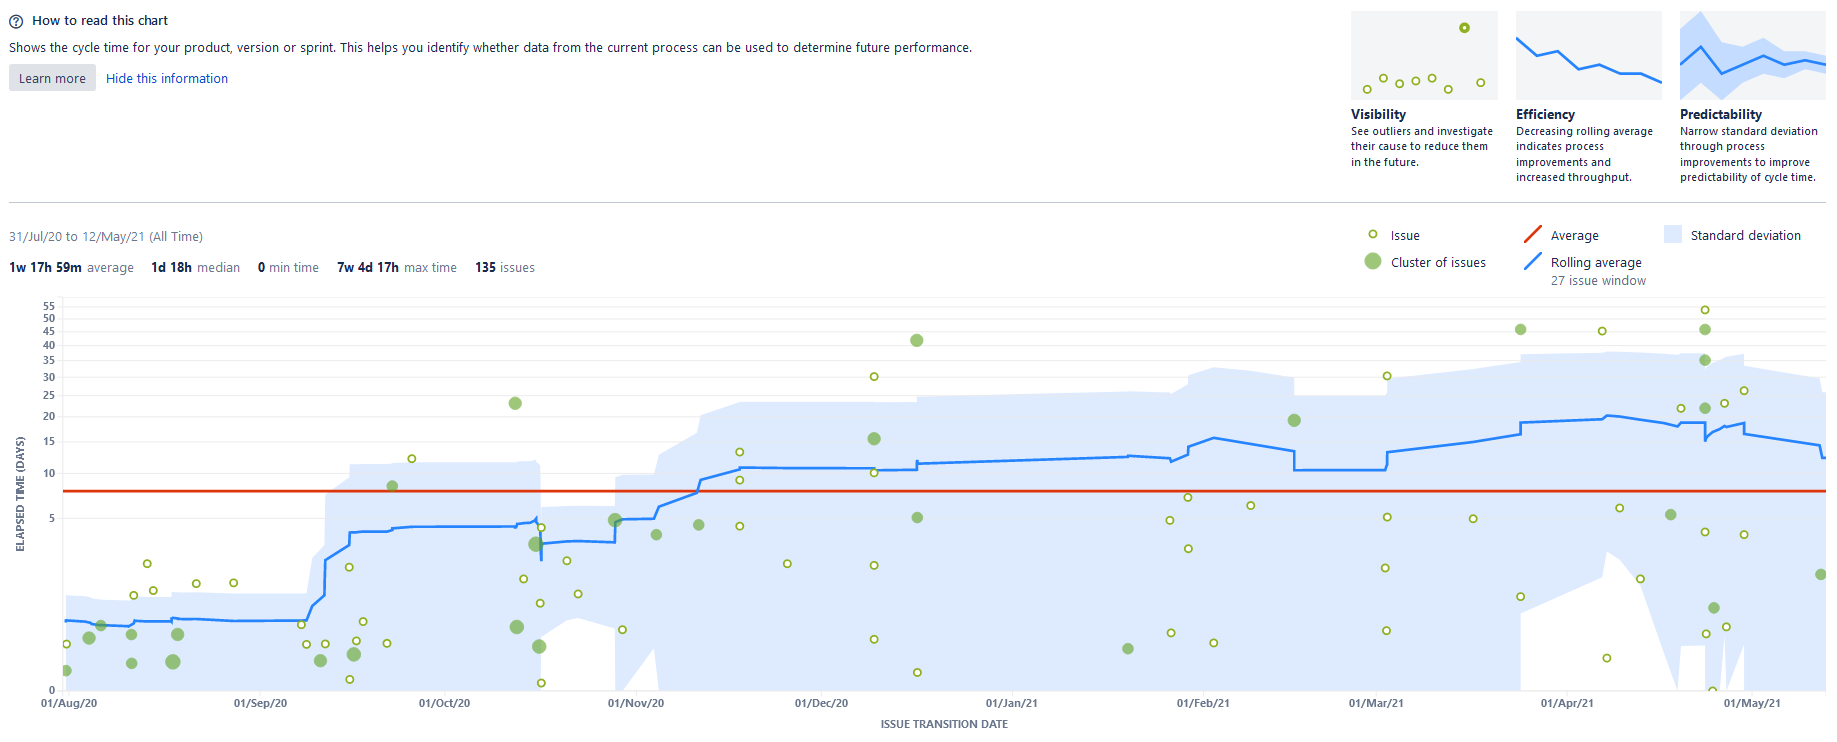 How to read this chart
Shows the cycle time for your product, version or sprint. This helps you identify whether data from the current process can be used to determine future performance.
Learn more
Hide this information
Visibility
See outliers and investigate
their cause to reduce them
in the future.
Efficiency
Decreasing rolling average
indicates process
improvements and
increased throughput.
Predictability
Narrow standard deviation
through process
improvements to improve
predictability of cycle time.
31/Jul/20 to 12/May/21 (All Time)
1w 17h 59m average 1d 18h median 0 min time 7w 4d 17h max time 135 issues
Issue
Cluster of issues
Average
Rolling average
27 issue window
Standard deviation
ELAPSED TIME (DAYS)
55
50
45
40
35
30
25
20
15
10
5
0
01/Aug/20 01/Sep/20 01/Oct/20 01/Nov/20 01/Dec/20 01/Jan/21 01/Feb/21 01/Mar/21 01/Apr/21 01/May/21
ISSUE TRANSITION DATE